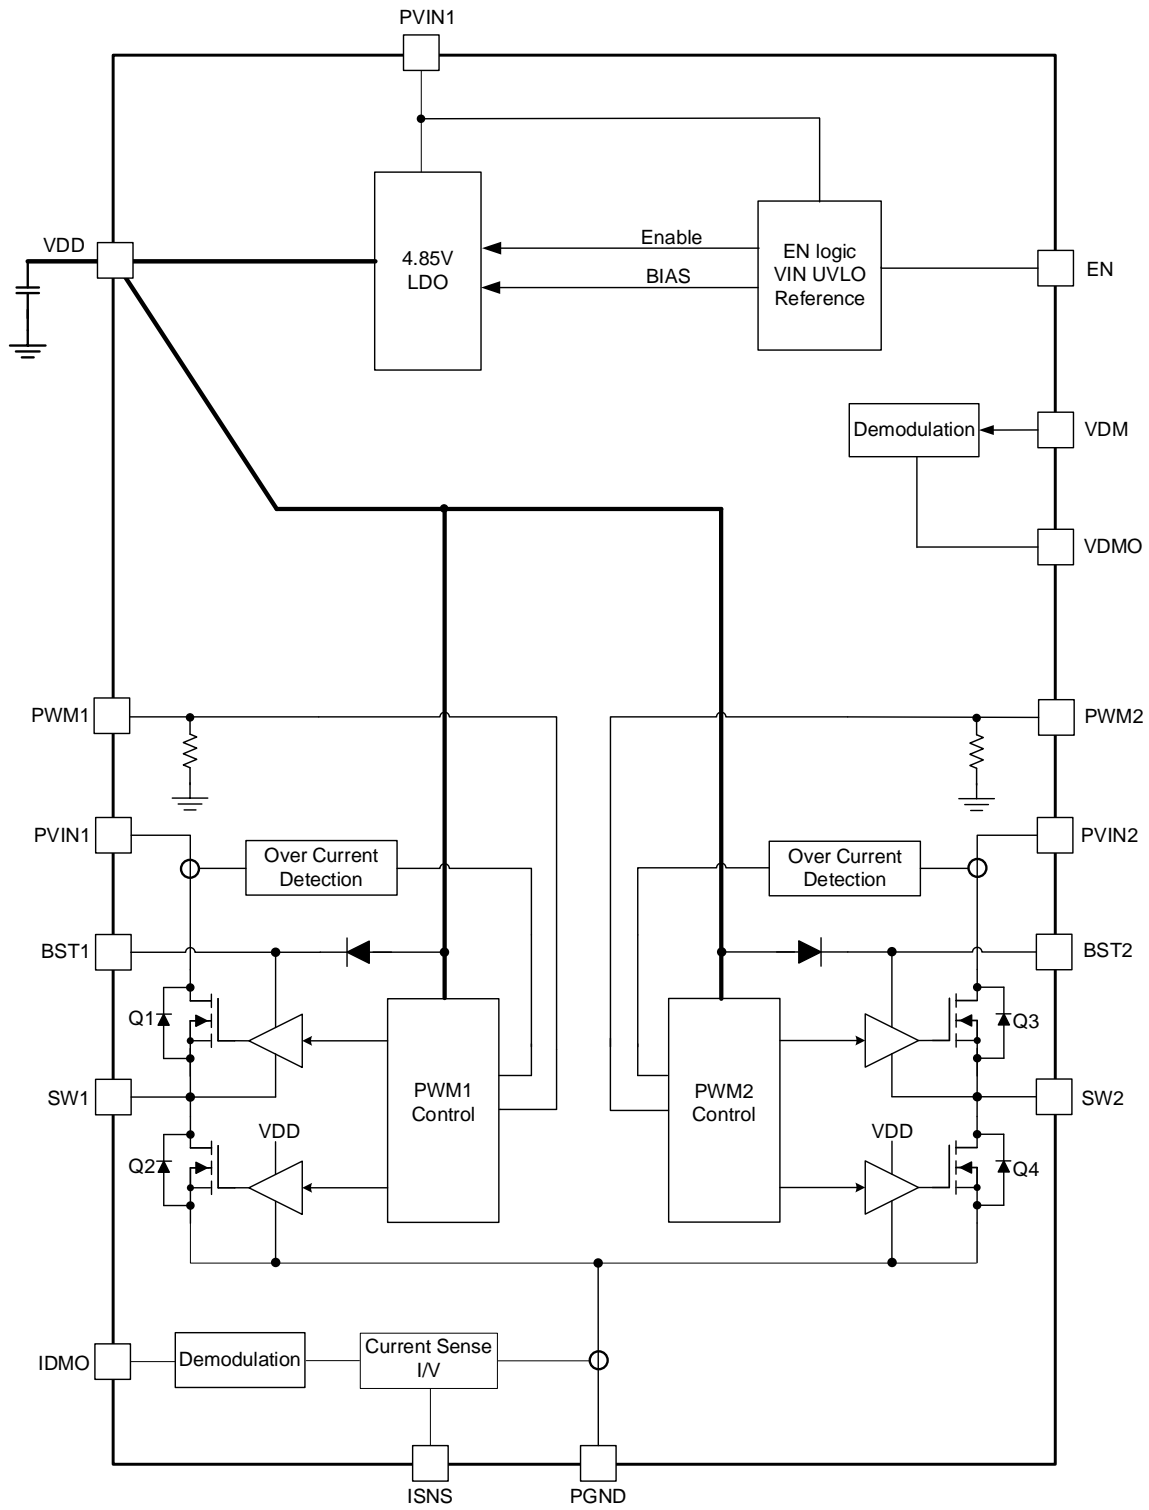 PVIN1
VDD
4.85V
LDO
Enable
BIAS
EN logic
VIN UVLO
Reference
EN
Demodulation
VDM
VDMO
PWM1
PWM2
PVIN1
Over Current
Detection
Over Current
Detection
PVIN2
BST1
BST2
Q1
Q3
SW1
PWM1
Control
PWM2
Control
SW2
VDD
VDD
Q2
Q4
IDMO
Demodulation
Current Sense
I/V
ISNS
PGND